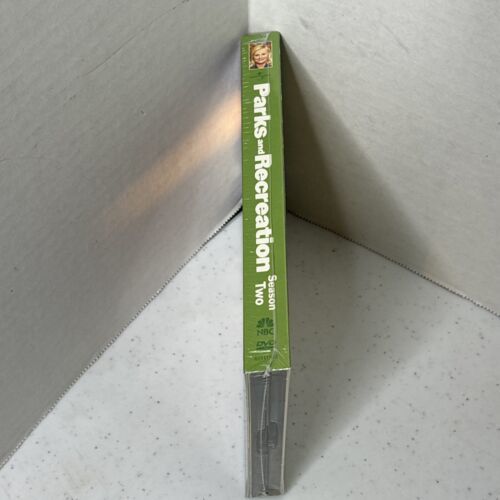 Parks and Recreation
Season
Two
NBC
DVD